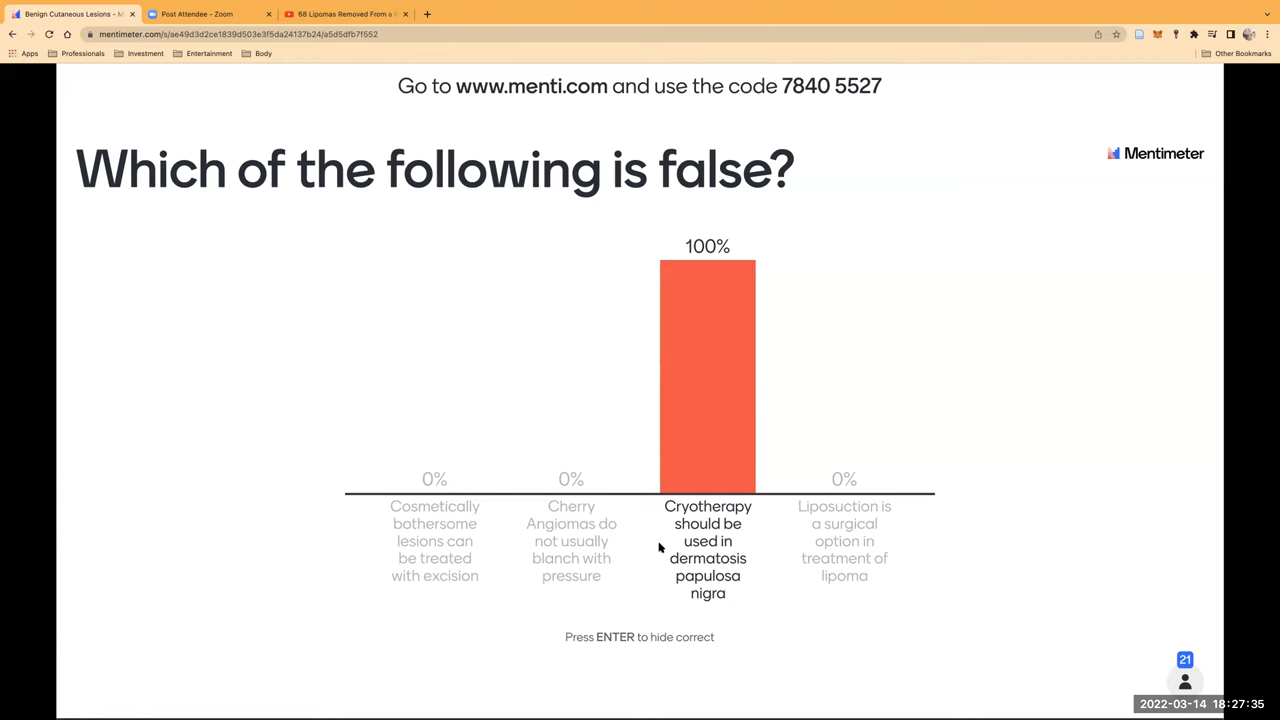 Benign Cutaneous Lesions - M
Post Attendee - Zoom
68 Lipomas Removed From a
mentimeter.com/s/ae49d3d2ce1839d503e3f5da24137b24/a5d5dfb7f552
Apps Professionals Investment Entertainment Body Other Bookmarks
Go to www.menti.com and use the code 7840 5527
Which of the following is false?
Mentimeter
100%
0%
0%
0%
Cosmetically
bothersome
lesions can
be treated
with excision
Cherry
Angiomas do
not usually
blanch with
pressure
Cryotherapy
should be
used in
dermatosis
papulosa
nigra
Liposuction is
a surgical
option in
treatment of
lipoma
Press ENTER to hide correct
21
2022-03-14 18:27:35